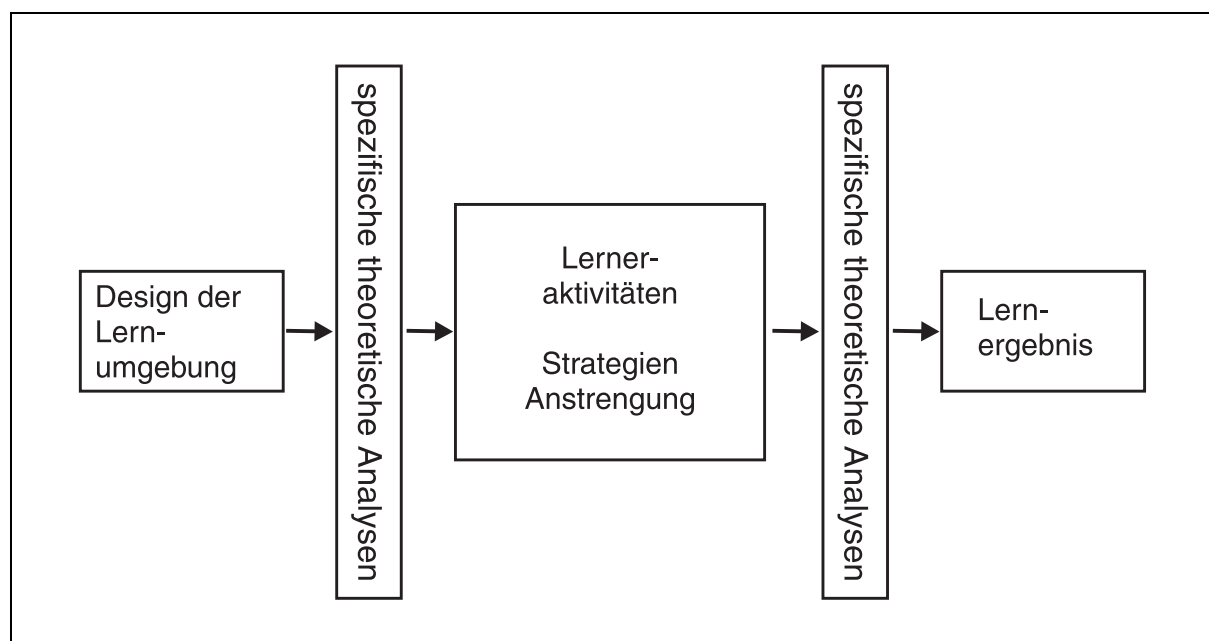 Design der
Lern-
umgebung
spezifische theoretische Analysen
Lerner-
aktivitäten
Strategien
Anstrengung
spezifische theoretische Analysen
Lern-
ergebnis